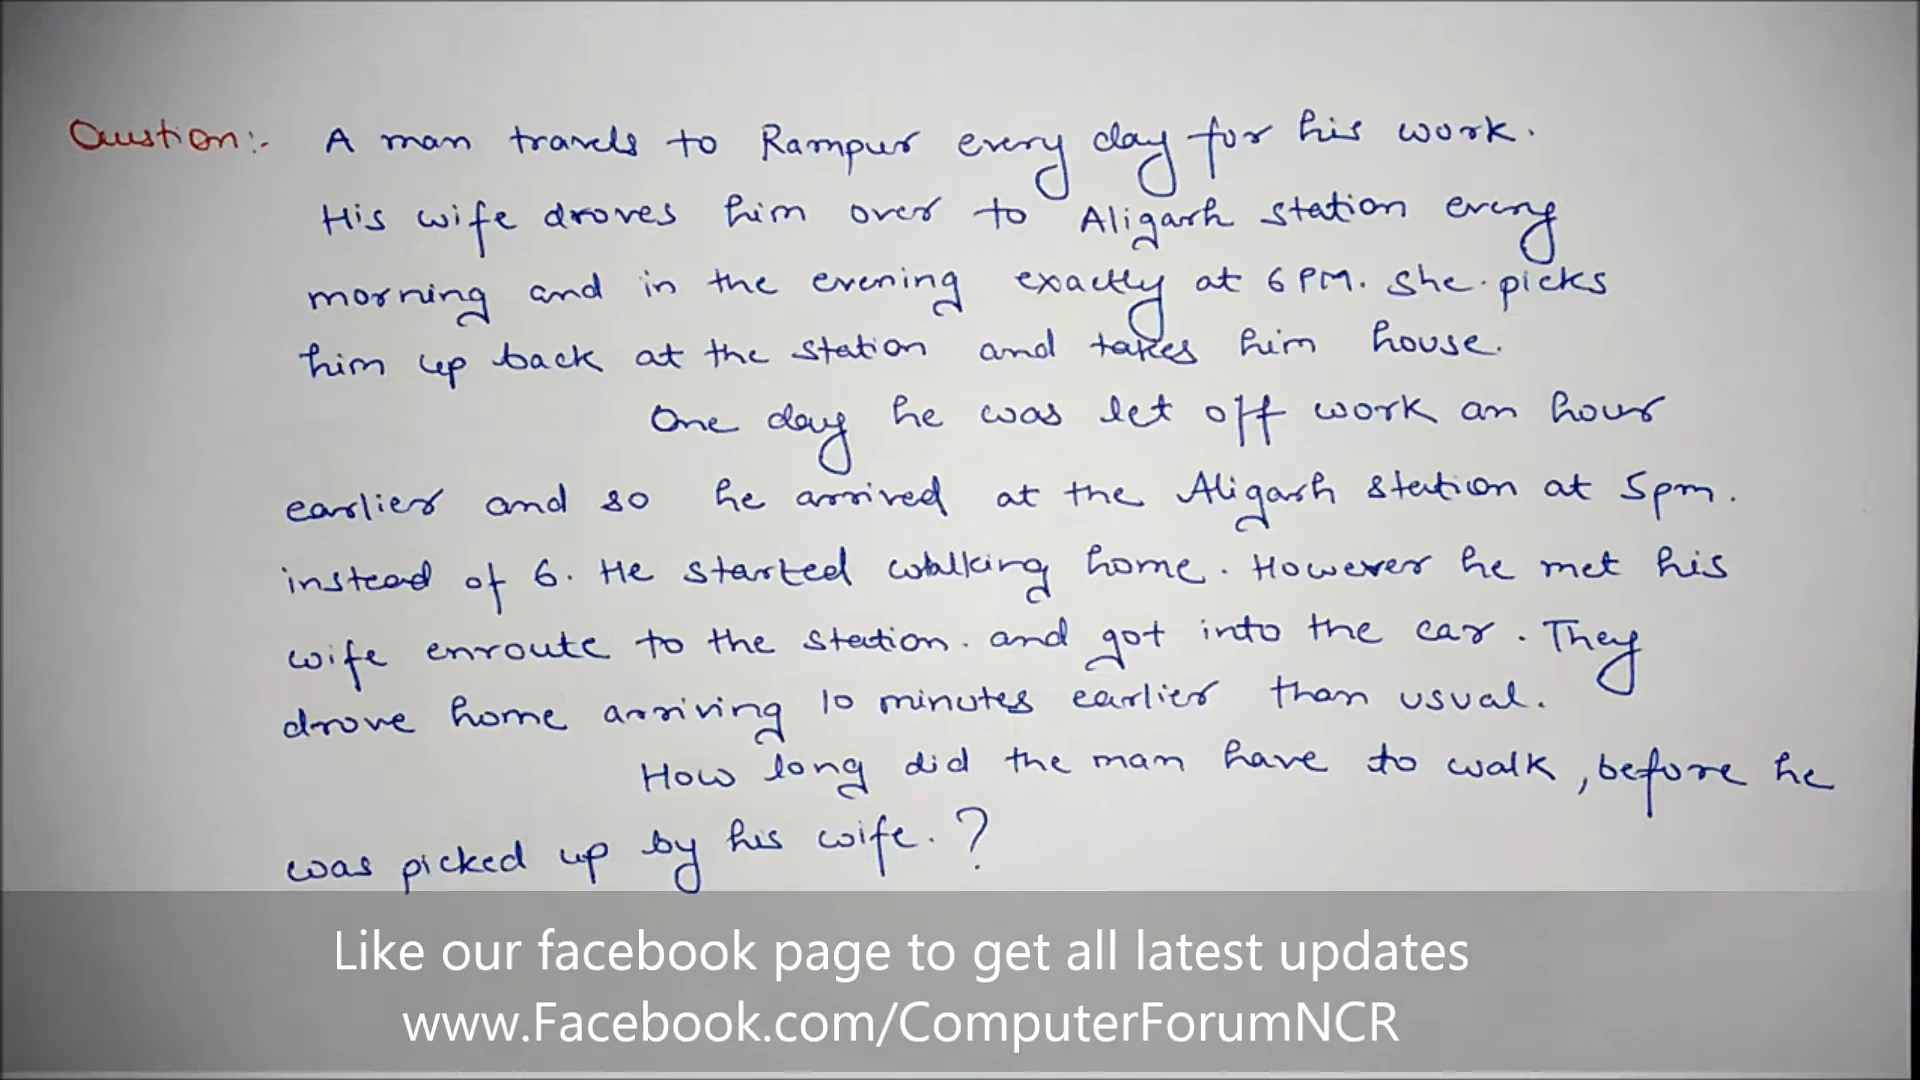 Qustion:- A man travels to Rampur every day for his work.
His wife droves him over to Aligarh station every
morning and in the evening exactly at 6 PM. She picks
him up back at the station and takes him house.
One day he was let off work an hour
earlier and so he arrived at the Aligarh station at 5pm.
instead of 6. He started walking home. However he met his
wife enroute to the station. and got into the car. They
drove home arriving 10 minutes earlier than usual.
How long did the man have to walk, before he
was picked up by his wife.?
Like our facebook page to get all latest updates
www.Facebook.com/ComputerForumNCR